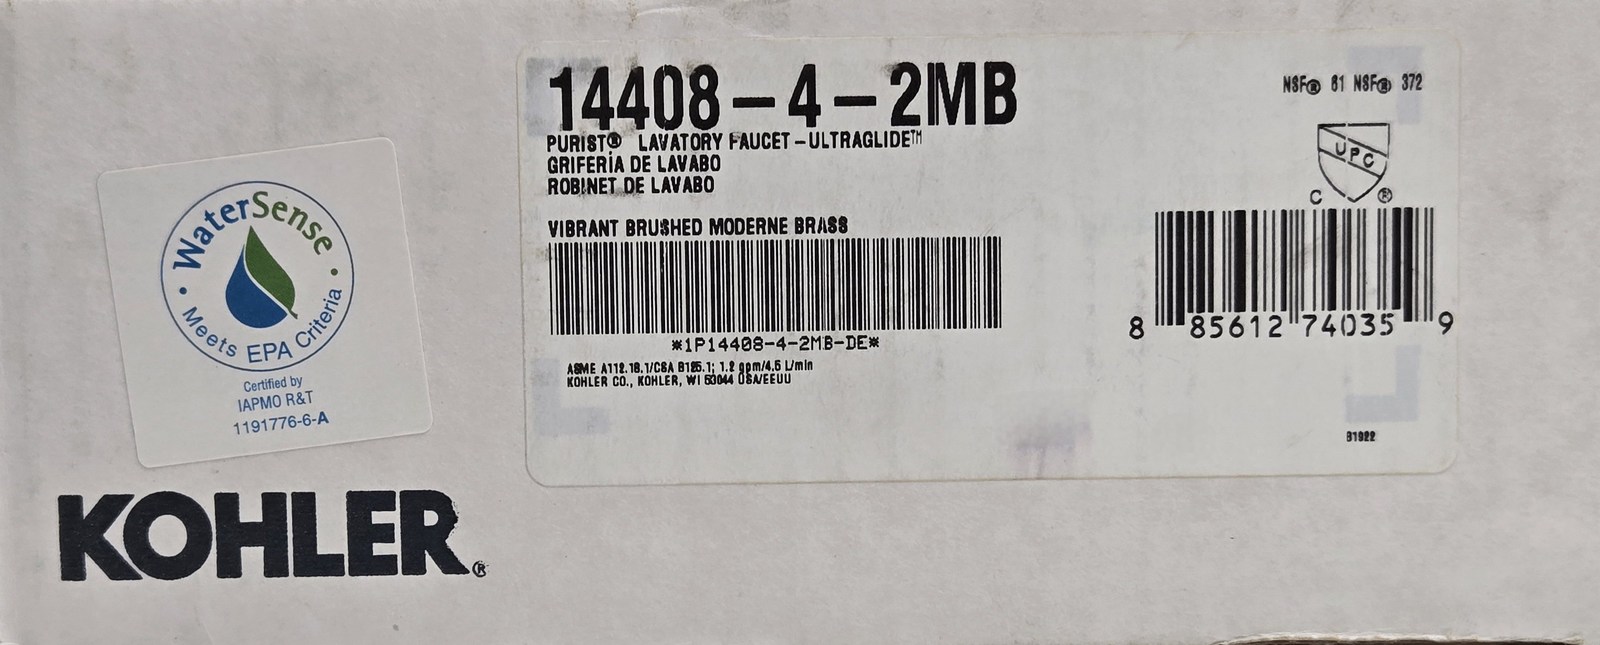 14408-4-2MB
PURIST® LAVATORY FAUCET-ULTRAGLIDE™
GRIFERÍA DE LAVABO
ROBINET DE LAVABO
VIBRANT BRUSHED MODERNE BRASS
*1P14408-4-2MB-DE*
ASME A112.18.1/CSA B125.1; 1.2 gpm/4.5 L/min
KOHLER CO., KOHLER, WI 53044 USA/EEUU
NSF® 61 NSF® 372
UPC
C ®
8 85612 74035 9
B1922
WaterSense
Meets EPA Criteria
Certified by
IAPMO R&T
1191776-6-A
KOHLER®